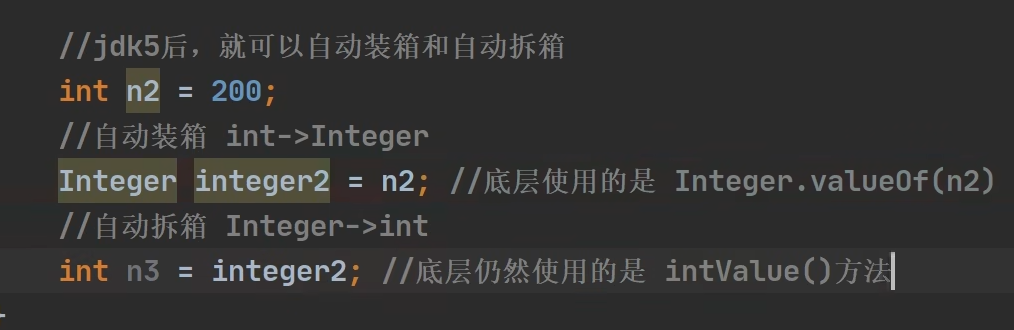 //jdk5后，就可以自动装箱和自动拆箱
int n2 = 200;
//自动装箱 int->Integer
Integer integer2 = n2; //底层使用的是 Integer.valueOf(n2)
//自动拆箱 Integer->int
int n3 = integer2; //底层仍然使用的是 intValue()方法